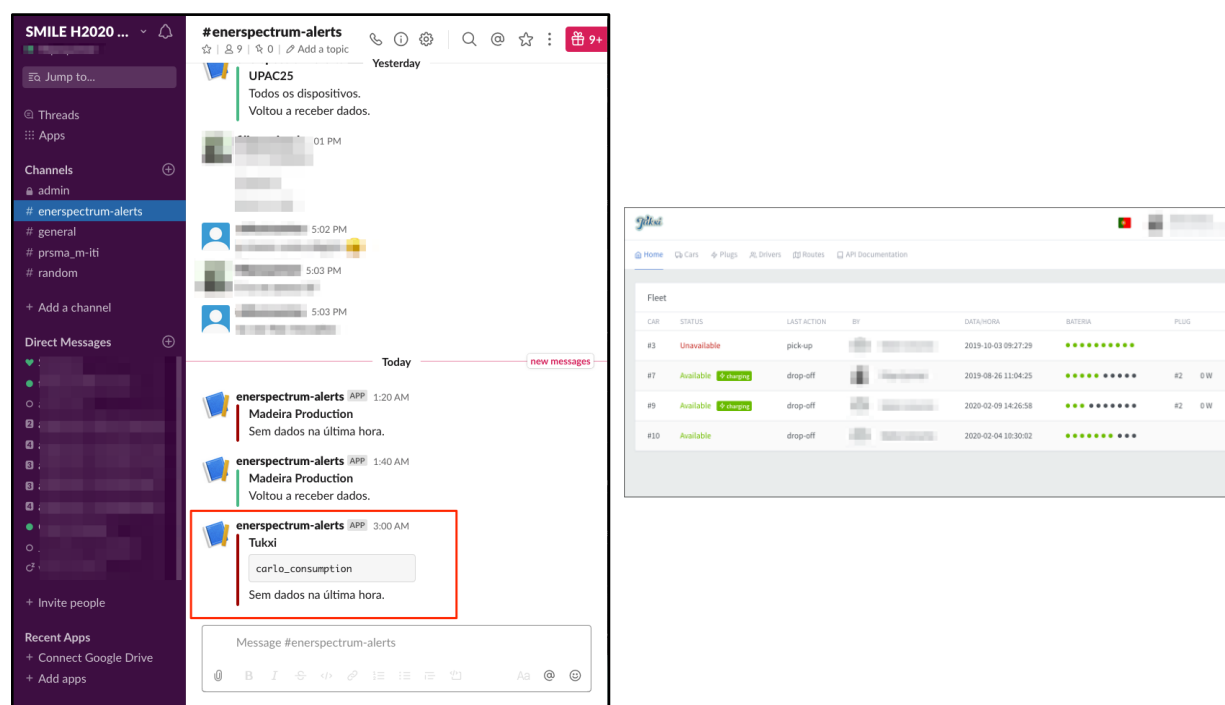 SMILE H2020 ...
Jump to...
Threads
Apps
Channels
admin
# enerspectrum-alerts
# general
# prsma_m-iti
# random
+ Add a channel
Direct Messages
+ Invite people
Recent Apps
+ Connect Google Drive
+ Add apps
#enerspectrum-alerts
9 | 0 | Add a topic
9+
Yesterday
UPAC25
Todos os dispositivos.
Voltou a receber dados.
01 PM
5:02 PM
5:03 PM
5:03 PM
Today
new messages
enerspectrum-alerts APP 1:20 AM
Madeira Production
Sem dados na última hora.
enerspectrum-alerts APP 1:40 AM
Madeira Production
Voltou a receber dados.
enerspectrum-alerts APP 3:00 AM
Tukxi
carlo_consumption
Sem dados na última hora.
Message #enerspectrum-alerts
Tukxi
Home Cars Plugs Drivers Routes API Documentation
Fleet
CAR STATUS LAST ACTION BY DATA/HORA BATERIA PLUG
#3 Unavailable pick-up 2019-10-03 09:27:29
#7 Available charging drop-off 2019-08-26 11:04:25 #2 0 W
#9 Available charging drop-off 2020-02-09 14:26:58 #2 0 W
#10 Available drop-off 2020-02-04 10:30:02